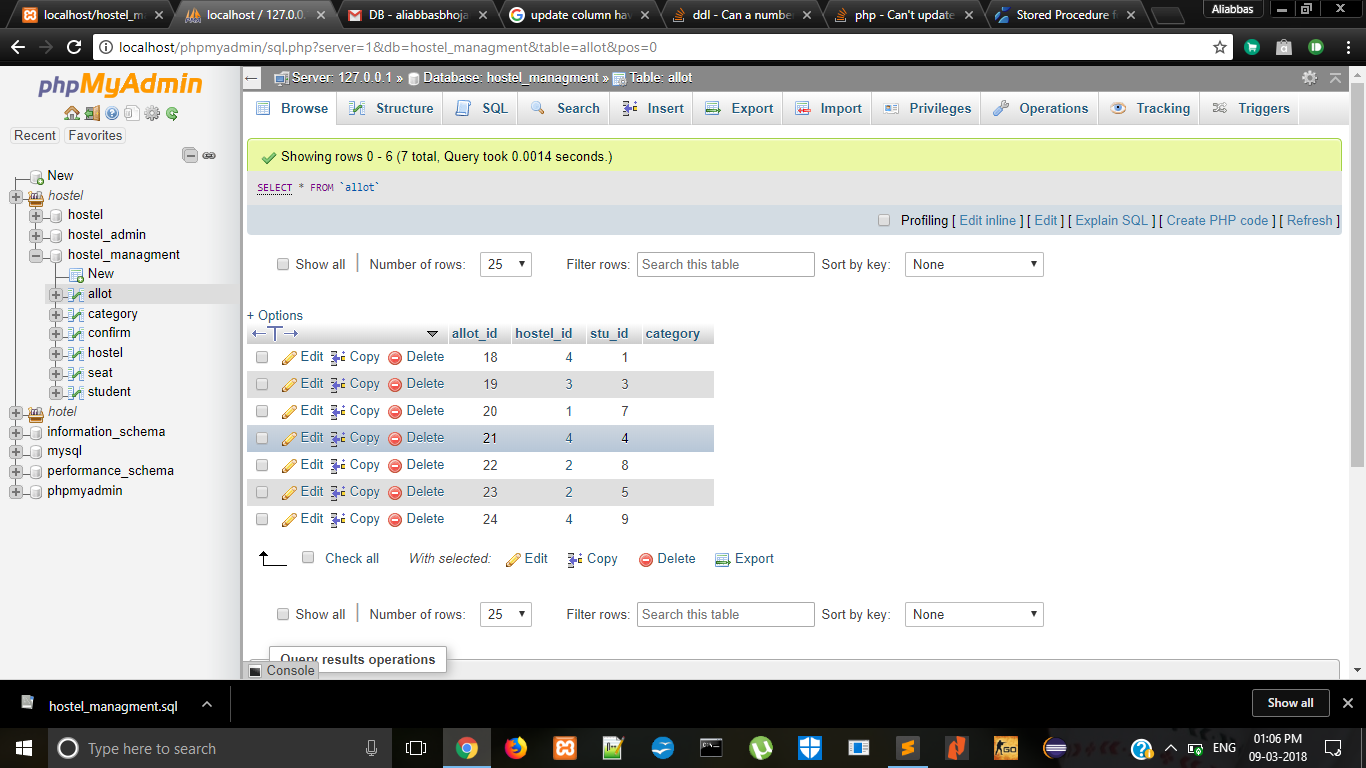 localhost/hostel_m
localhost / 127.0.0.
DB - aliabbasbhoja
update column hav
ddl - Can a numbe
php - Can't update
Stored Procedure f
Aliabbas
localhost/phpmyadmin/sql.php?server=1&db=hostel_managment&table=allot&pos=0
phpMyAdmin
Recent Favorites
New
hostel
hostel
hostel_admin
hostel_managment
New
allot
category
confirm
hostel
seat
student
hotel
information_schema
mysql
performance_schema
phpmyadmin
Server: 127.0.0.1 » Database: hostel_managment » Table: allot
Browse Structure SQL Search Insert Export Import Privileges Operations Tracking Triggers
Showing rows 0 - 6 (7 total, Query took 0.0014 seconds.)
SELECT * FROM `allot`
Profiling [ Edit inline ] [ Edit ] [ Explain SQL ] [ Create PHP code ] [ Refresh ]
Show all Number of rows: 25 Filter rows: Search this table Sort by key: None
+ Options
allot_id hostel_id stu_id category
Edit Copy Delete 18 4 1
Edit Copy Delete 19 3 3
Edit Copy Delete 20 1 7
Edit Copy Delete 21 4 4
Edit Copy Delete 22 2 8
Edit Copy Delete 23 2 5
Edit Copy Delete 24 4 9
Check all With selected: Edit Copy Delete Export
Show all Number of rows: 25 Filter rows: Search this table Sort by key: None
Query results operations
Console
hostel_managment.sql
Show all
Type here to search
ENG
01:06 PM
09-03-2018